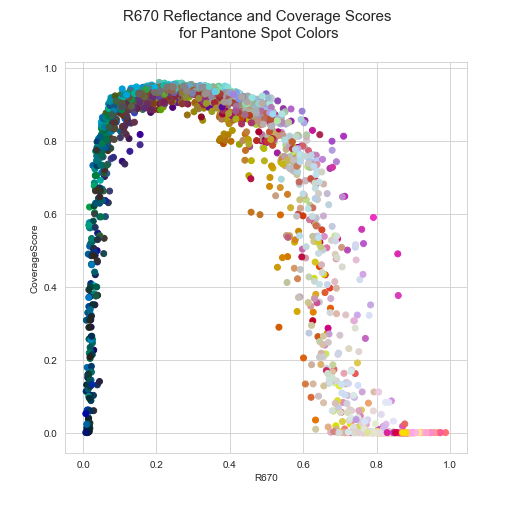 R670 Reflectance and Coverage Scores
for Pantone Spot Colors
1.0
0.8
0.6
0.4
0.2
0.0
CoverageScore
0.0 0.2 0.4 0.6 0.8 1.0
R670